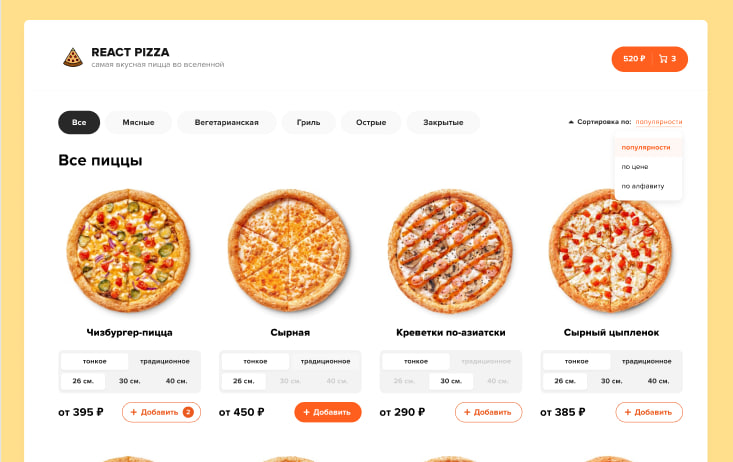 REACT PIZZA
самая вкусная пицца во вселенной
520 ₽ 3
Все Мясные Вегетарианская Гриль Острые Закрытые
Сортировка по: популярности
популярности
по цене
по алфавиту
Все пиццы
Чизбургер-пицца Сырная Креветки по-азиатски Сырный цыпленок
тонкое традиционное тонкое традиционное тонкое традиционное тонкое традиционное
26 см. 30 см. 40 см. 26 см. 30 см. 40 см. 26 см. 30 см. 40 см. 26 см. 30 см. 40 см.
от 395 ₽ + Добавить 2 от 450 ₽ + Добавить от 290 ₽ + Добавить от 385 ₽ + Добавить